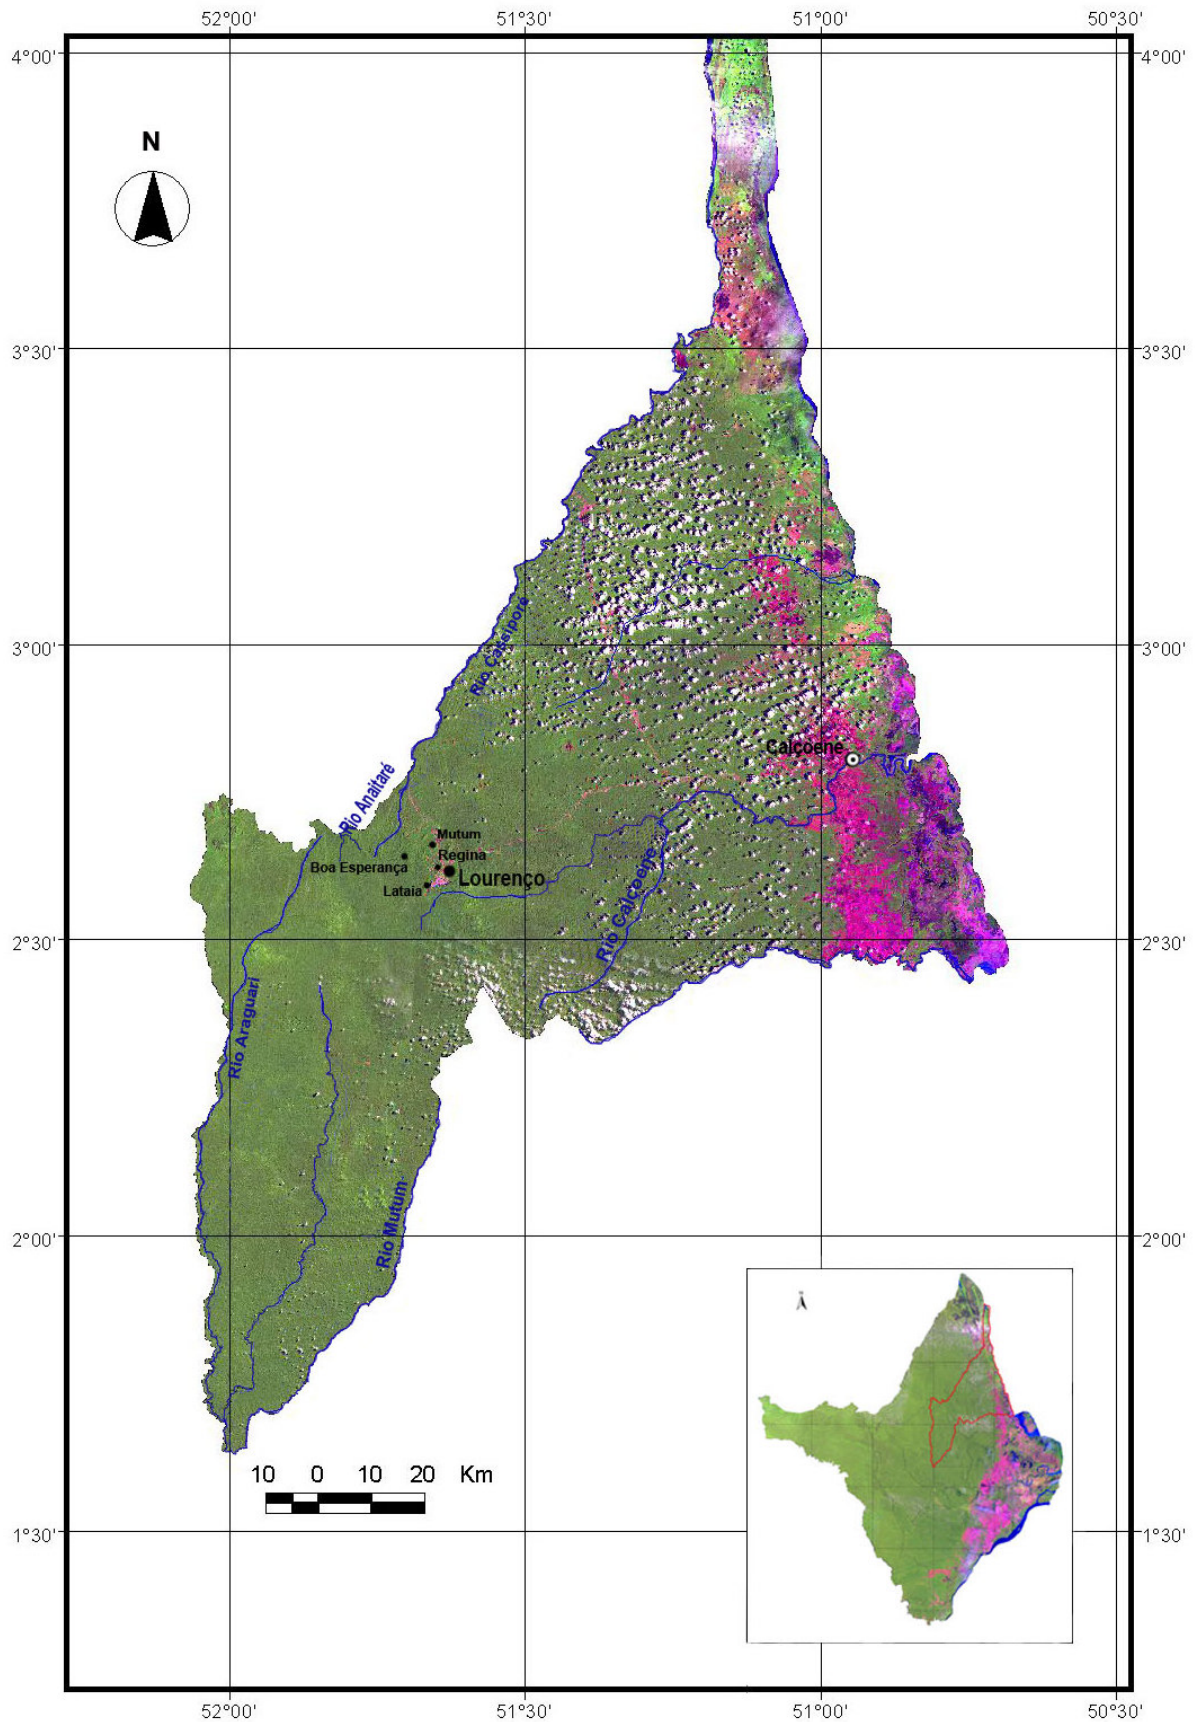 52°00' 51°30' 51°00' 50°30'
4°00' 4°00'
N
3°30' 3°30'
Rio Cassiporé
3°00' 3°00'
Calçoene
Rio Anaitaré
Mutum
Regina
Boa Esperança
Lourenço
Lataia
Rio Calçoene
2°30' 2°30'
Rio Araguari
Rio Mutum
2°00' 2°00'
10 0 10 20 Km
1°30' 1°30'
52°00' 51°30' 51°00' 50°30'